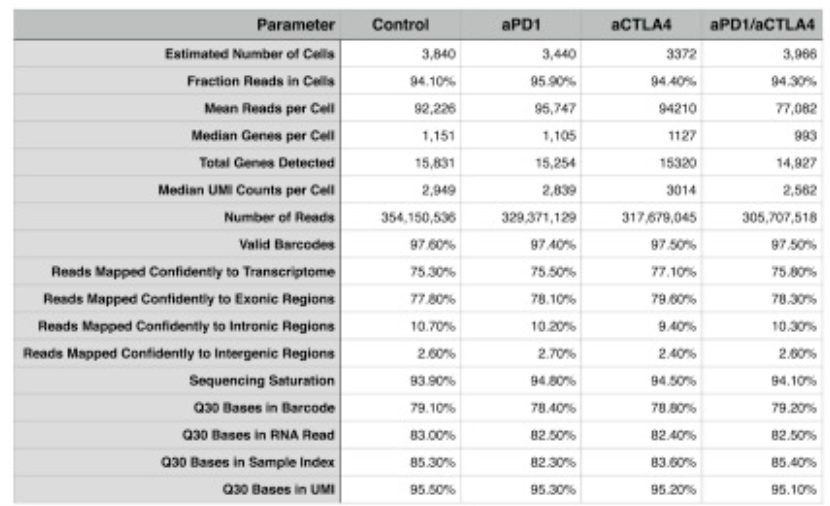 Parameter Control aPD1 aCTLA4 aPD1/aCTLA4
Estimated Number of Cells 3,840 3,440 3372 3,966
Fraction Reads in Cells 94.10% 95.90% 94.40% 94.30%
Mean Reads per Cell 92,226 95,747 94210 77,082
Median Genes per Cell 1,151 1,105 1127 993
Total Genes Detected 15,831 15,254 15320 14,927
Median UMI Counts per Cell 2,949 2,839 3014 2,562
Number of Reads 354,150,536 329,371,129 317,679,045 305,707,518
Valid Barcodes 97.60% 97.40% 97.50% 97.50%
Reads Mapped Confidently to Transcriptome 75.30% 75.50% 77.10% 75.80%
Reads Mapped Confidently to Exonic Regions 77.80% 78.10% 79.60% 78.30%
Reads Mapped Confidently to Intronic Regions 10.70% 10.20% 9.40% 10.30%
Reads Mapped Confidently to Intergenic Regions 2.60% 2.70% 2.40% 2.60%
Sequencing Saturation 93.90% 94.80% 94.50% 94.10%
Q30 Bases in Barcode 79.10% 78.40% 78.80% 79.20%
Q30 Bases in RNA Read 83.00% 82.50% 82.40% 82.50%
Q30 Bases in Sample Index 85.30% 82.30% 83.60% 85.40%
Q30 Bases in UMI 95.50% 95.30% 95.20% 95.10%